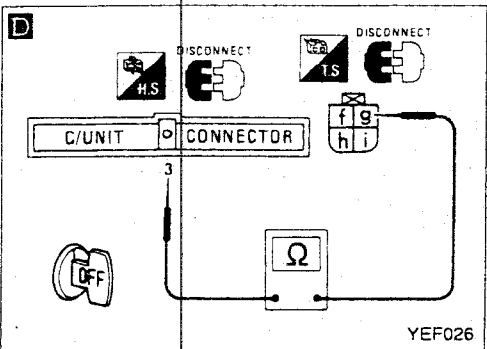 D
DISCONNECT
DISCONNECT
H.S
T.S
f g
h i
C/UNIT CONNECTOR
3
OFF
Ω
YEF026